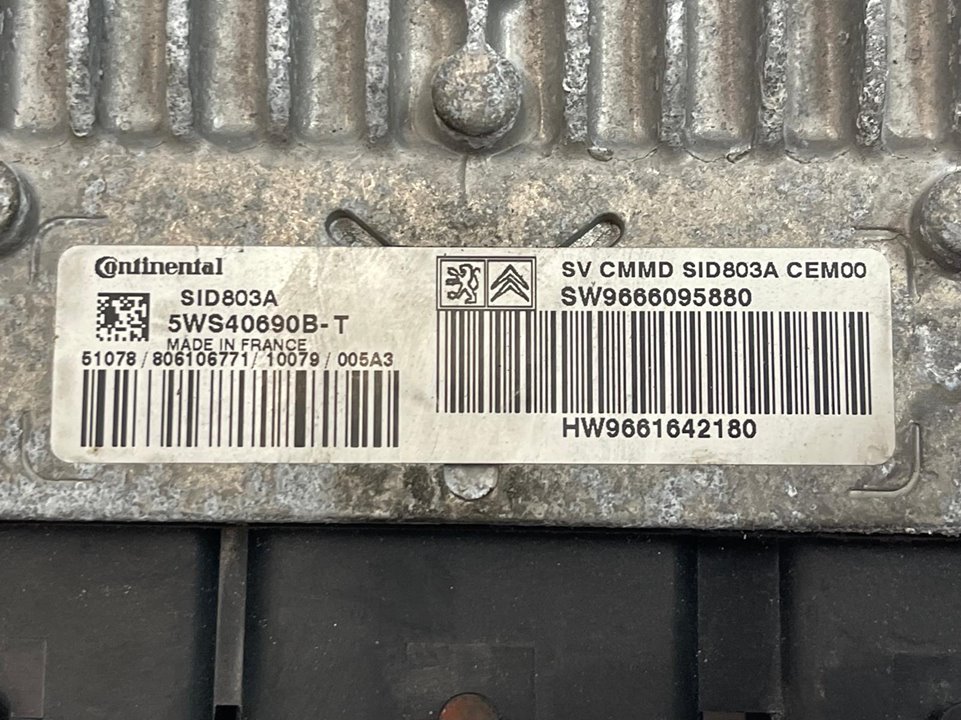 Continental
SID803A
5WS40690B-T
MADE IN FRANCE
51078 / 806106771 / 10079 / 005A3
SV CMMD SID803A CEM00
SW9666095880
HW9661642180